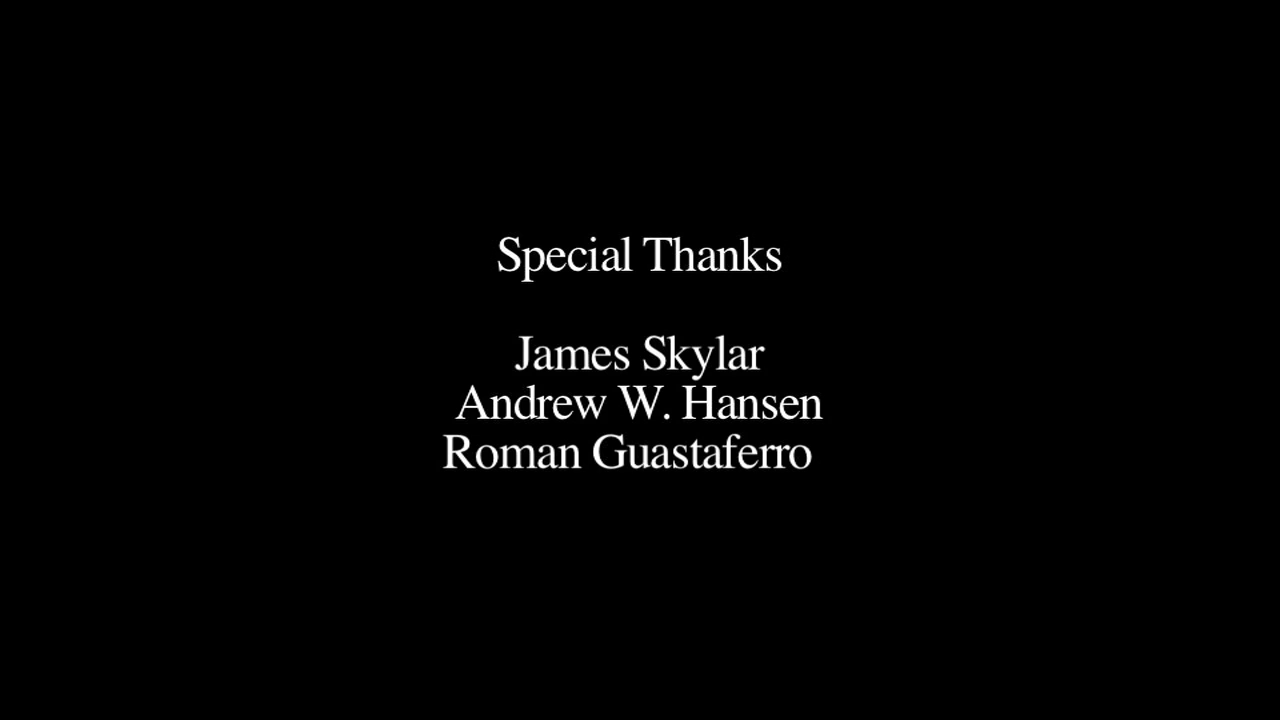 Special Thanks
James Skylar
Andrew W. Hansen
Roman Guastaferro